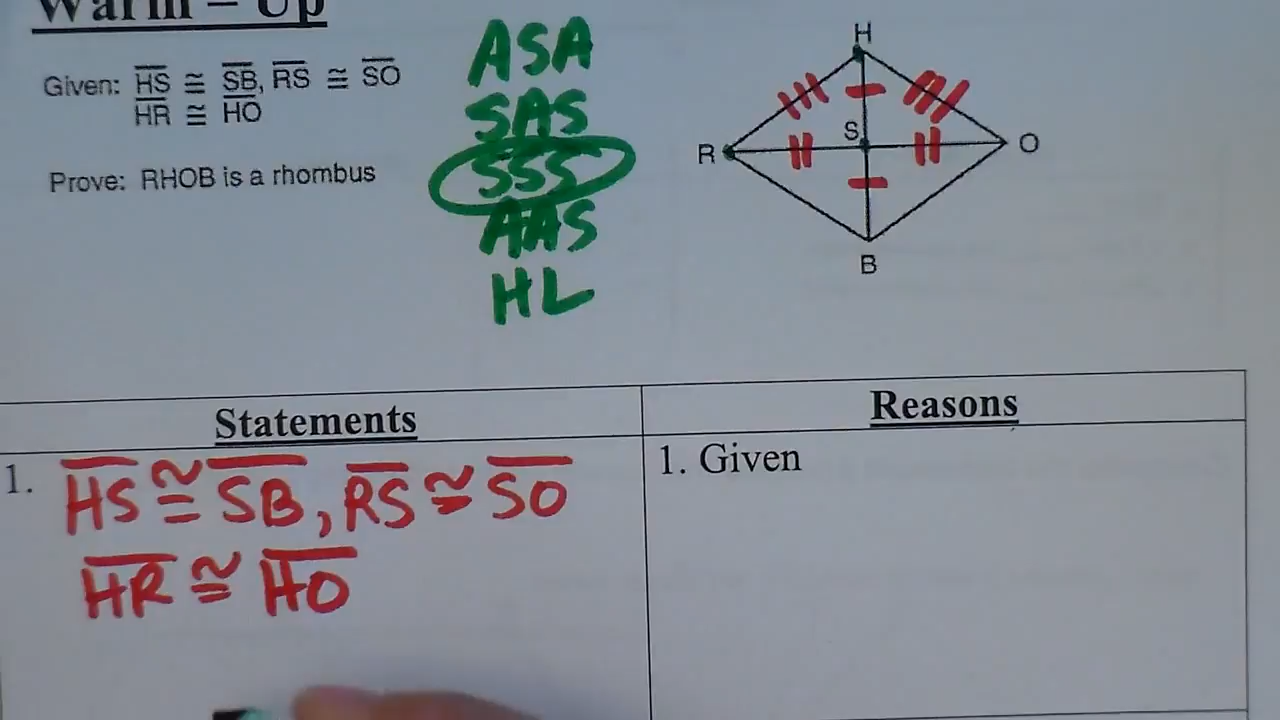 Warm – Up
Given: HS ≅ SB, RS ≅ SO
HR ≅ HO
Prove: RHOB is a rhombus
ASA
SAS
SSS
AAS
HL
H
R
S
O
B
Statements
Reasons
1. HS ≅ SB, RS ≅ SO
HR ≅ HO
1. Given